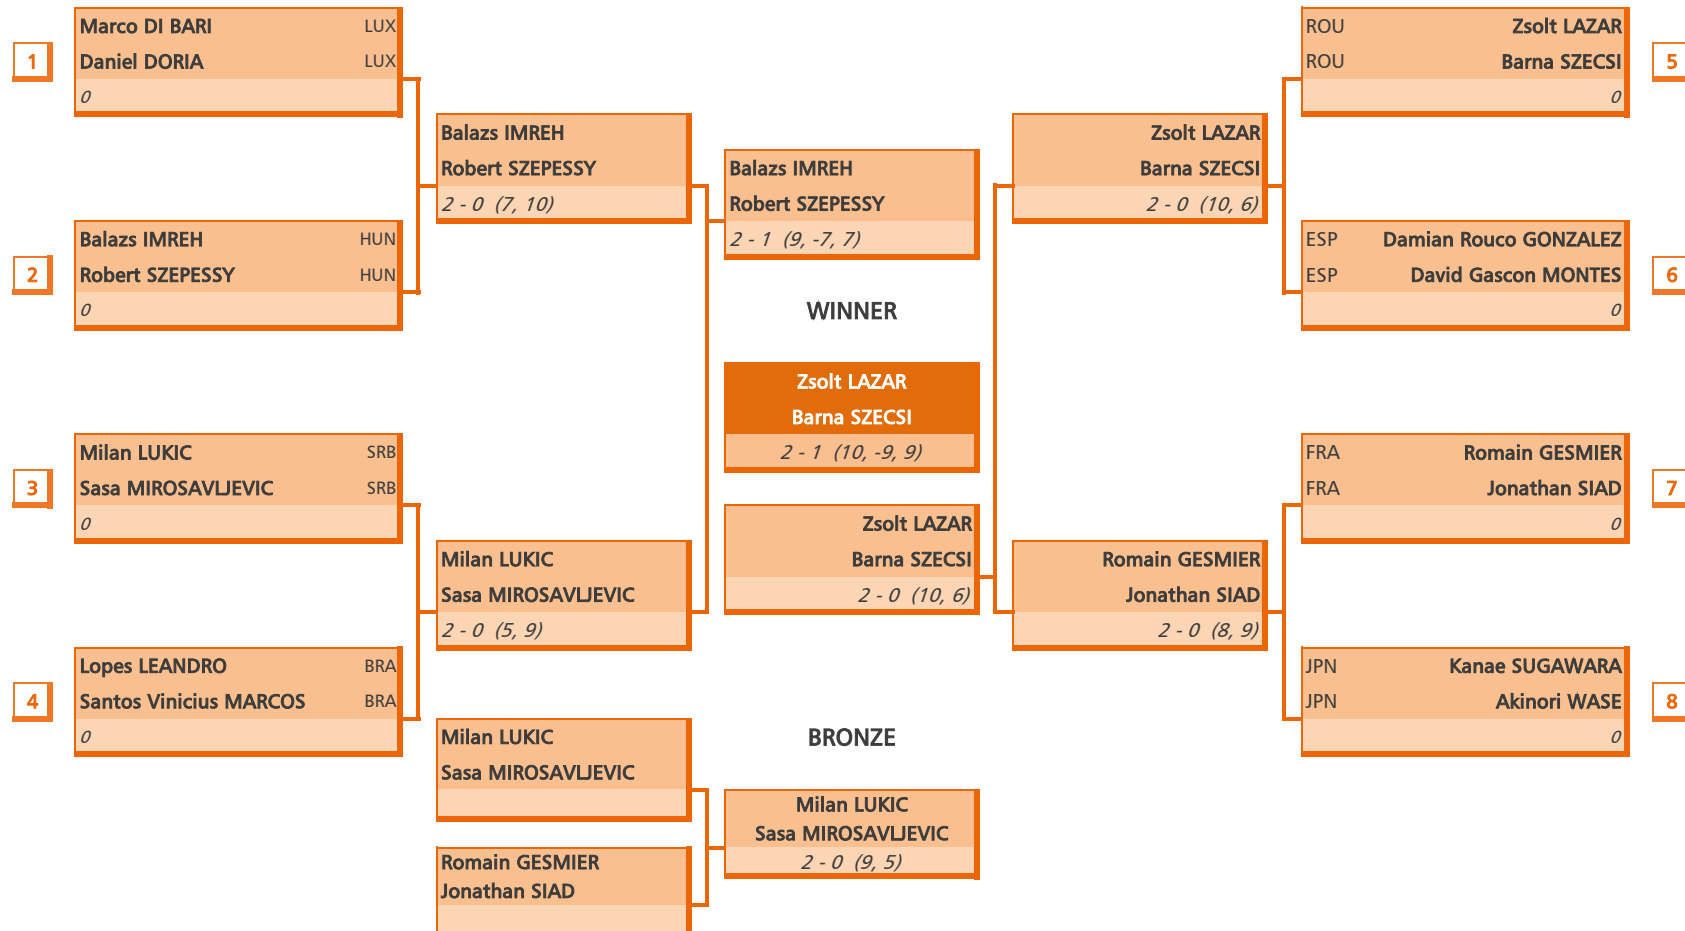 1
Marco DI BARI LUX
Daniel DORIA LUX
0
2
Balazs IMREH HUN
Robert SZEPESSY HUN
0
3
Milan LUKIC SRB
Sasa MIROSAVLJEVIC SRB
0
4
Lopes LEANDRO BRA
Santos Vinicius MARCOS BRA
0
Balazs IMREH
Robert SZEPESSY
2 - 0 (7, 10)
Milan LUKIC
Sasa MIROSAVLJEVIC
2 - 0 (5, 9)
Balazs IMREH
Robert SZEPESSY
2 - 1 (9, -7, 7)
WINNER
Zsolt LAZAR
Barna SZECSI
2 - 1 (10, -9, 9)
Zsolt LAZAR
Barna SZECSI
2 - 0 (10, 6)
Zsolt LAZAR
Barna SZECSI
2 - 0 (10, 6)
Romain GESMIER
Jonathan SIAD
2 - 0 (8, 9)
ROU Zsolt LAZAR
ROU Barna SZECSI
0
5
ESP Damian Rouco GONZALEZ
ESP David Gascon MONTES
0
6
FRA Romain GESMIER
FRA Jonathan SIAD
0
7
JPN Kanae SUGAWARA
JPN Akinori WASE
0
8
Milan LUKIC
Sasa MIROSAVLJEVIC
Romain GESMIER
Jonathan SIAD
BRONZE
Milan LUKIC
Sasa MIROSAVLJEVIC
2 - 0 (9, 5)